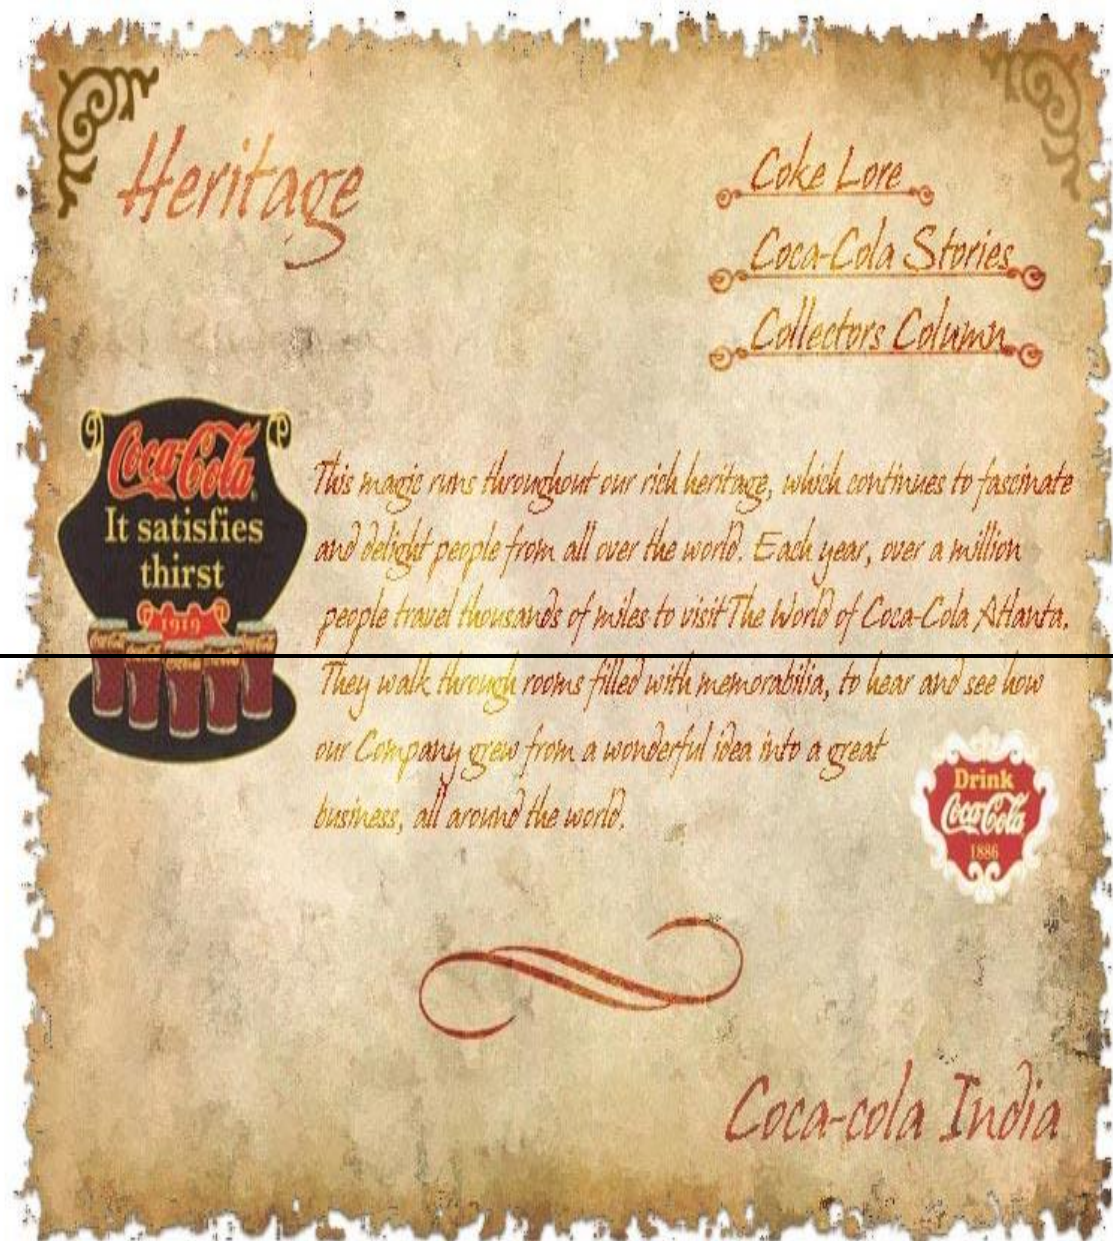 Heritage
Coke Lore
Coca-Cola Stories
Collectors Column
Coca-Cola
It satisfies
thirst
1919
This magic runs throughout our rich heritage, which continues to fascinate
and delight people from all over the world. Each year, over a million
people travel thousands of miles to visit The World of Coca-Cola Atlanta.
They walk through rooms filled with memorabilia, to hear and see how
our Company grew from a wonderful idea into a great
business, all around the world.
Drink
Coca-Cola
1886
Coca-cola India